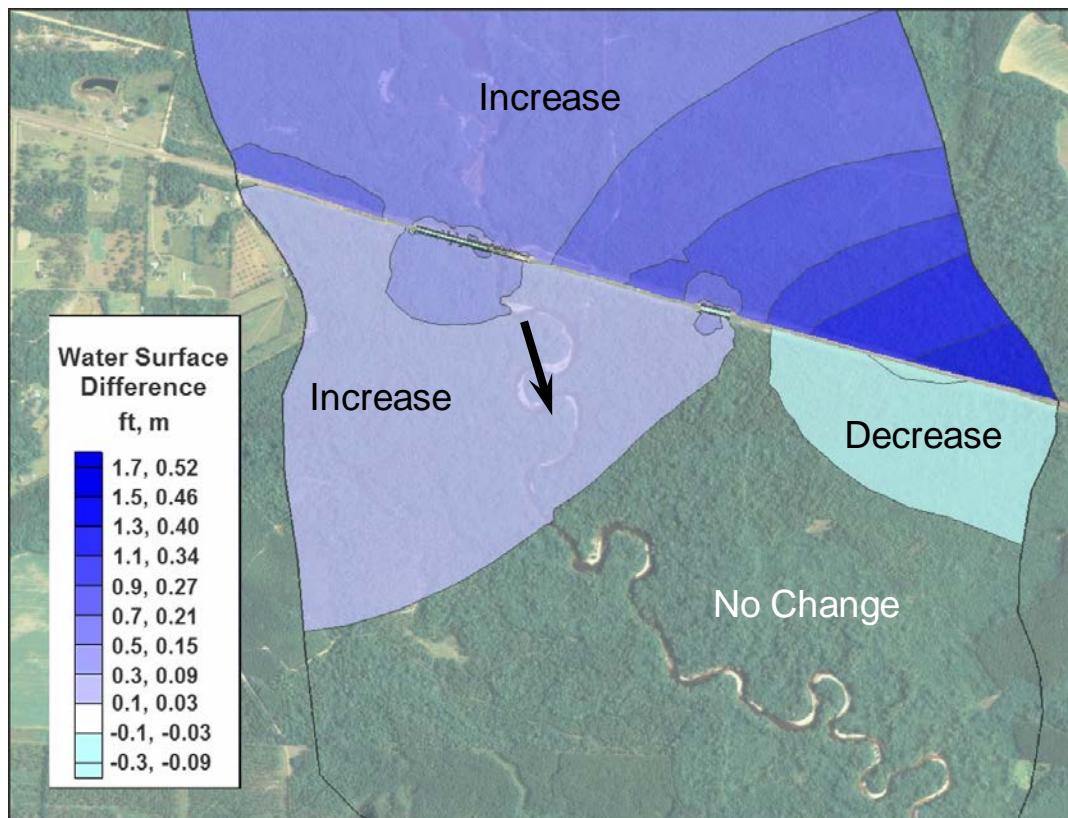 Increase
Increase
Decrease
No Change
Water Surface
Difference
ft, m
1.7, 0.52
1.5, 0.46
1.3, 0.40
1.1, 0.34
0.9, 0.27
0.7, 0.21
0.5, 0.15
0.3, 0.09
0.1, 0.03
-0.1, -0.03
-0.3, -0.09